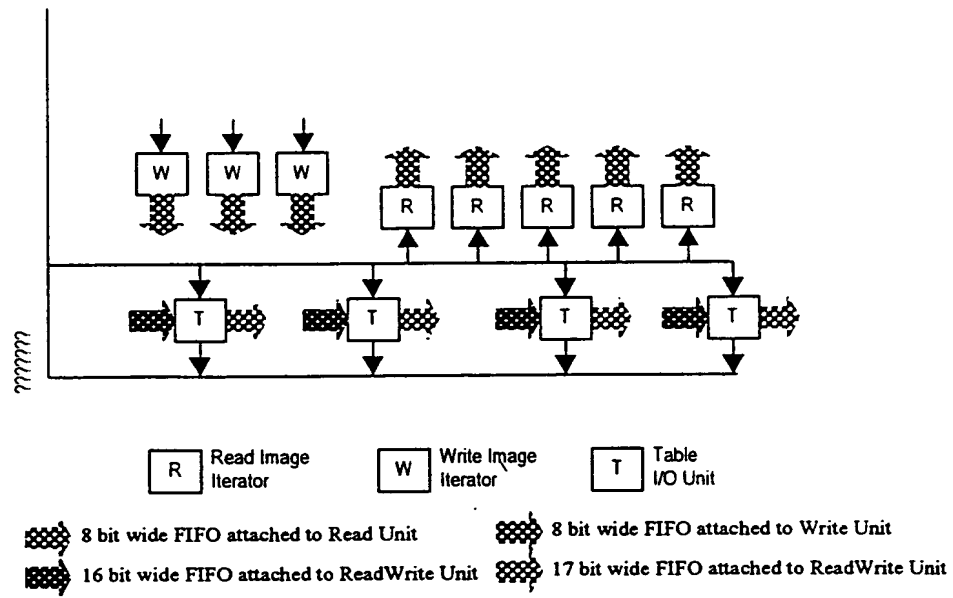 W W W
R R R R R
T T T T
???????
R Read Image Iterator
W Write Image Iterator
T Table I/O Unit
8 bit wide FIFO attached to Read Unit
8 bit wide FIFO attached to Write Unit
16 bit wide FIFO attached to ReadWrite Unit
17 bit wide FIFO attached to ReadWrite Unit